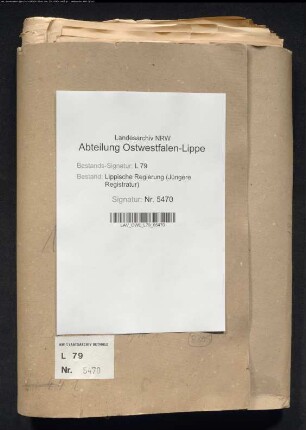 Landesarchiv NRW
Abteilung Ostwestfalen-Lippe
Bestands-Signatur: L 79
Bestand: Lippische Regierung (Jüngere
Registratur)
Signatur: Nr. 5470
L 79
Nr. 5470